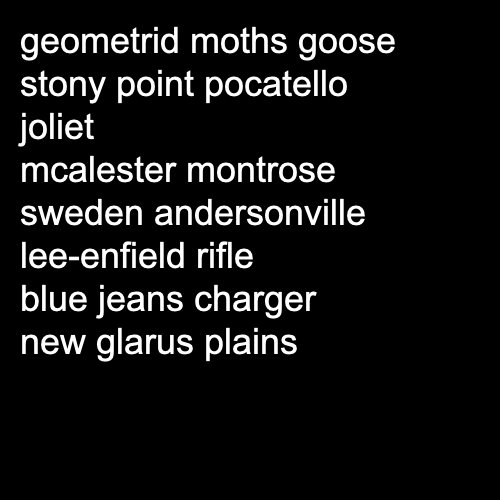 geometrid moths goose
stony point pocatello
joliet
mcalester montrose
sweden andersonville
lee-enfield rifle
blue jeans charger
new glarus plains